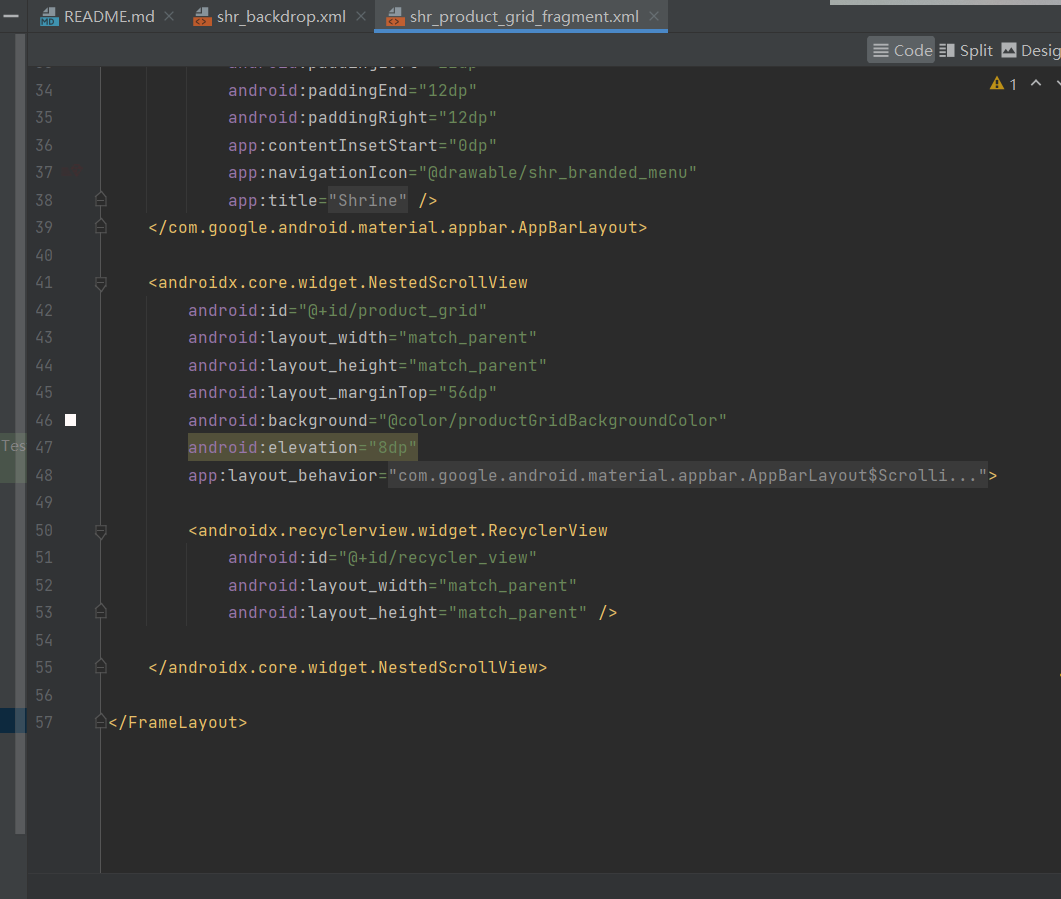 README.md shr_backdrop.xml shr_product_grid_fragment.xml
Code Split Desig
1
34 android:paddingEnd="12dp"
35 android:paddingRight="12dp"
36 app:contentInsetStart="0dp"
37 app:navigationIcon="@drawable/shr_branded_menu"
38 app:title="Shrine" />
39 </com.google.android.material.appbar.AppBarLayout>
40
41 <androidx.core.widget.NestedScrollView
42 android:id="@+id/product_grid"
43 android:layout_width="match_parent"
44 android:layout_height="match_parent"
45 android:layout_marginTop="56dp"
46 android:background="@color/productGridBackgroundColor"
Tes 47 android:elevation="8dp"
48 app:layout_behavior="com.google.android.material.appbar.AppBarLayout$Scrolli...">
49
50 <androidx.recyclerview.widget.RecyclerView
51 android:id="@+id/recycler_view"
52 android:layout_width="match_parent"
53 android:layout_height="match_parent" />
54
55 </androidx.core.widget.NestedScrollView>
56
57 </FrameLayout>